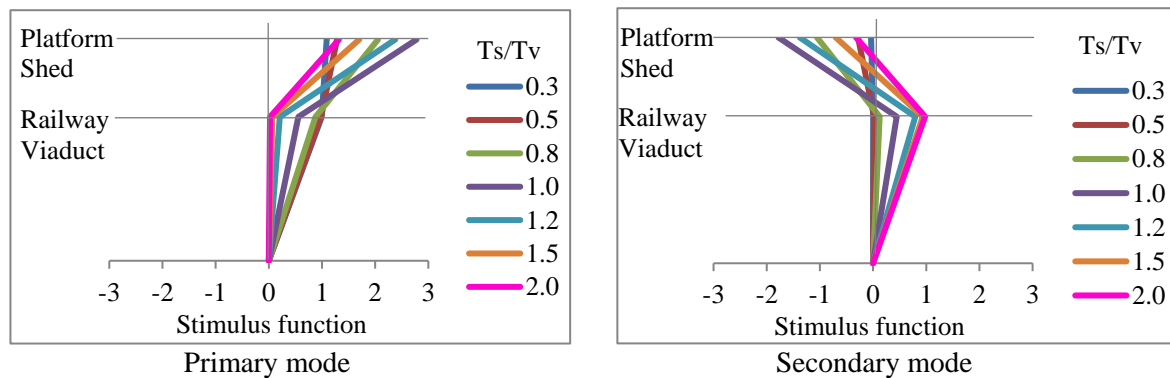 Platform
Shed
Railway
Viaduct
Ts/Tv
0.3
0.5
0.8
1.0
1.2
1.5
2.0
-3 -2 -1 0 1 2 3
Stimulus function
Primary mode
Platform
Shed
Railway
Viaduct
Ts/Tv
0.3
0.5
0.8
1.0
1.2
1.5
2.0
-3 -2 -1 0 1 2 3
Stimulus function
Secondary mode